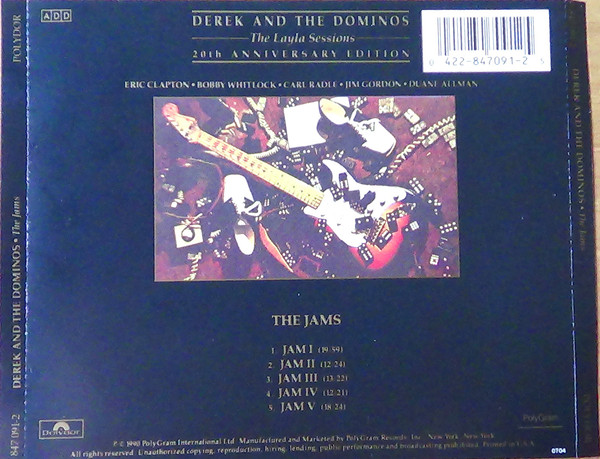 POLYDOR
ADD
DEREK AND THE DOMINOS
The Layla Sessions
20th ANNIVERSARY EDITION
0 422-847091-2 5
ERIC CLAPTON • BOBBY WHITLOCK • CARL RADLE • JIM GORDON • DUANE ALLMAN
THE JAMS
1. JAM I (19:59)
2. JAM II (12:24)
3. JAM III (13:22)
4. JAM IV (12:21)
5. JAM V (18:24)
847 091-2 DEREK AND THE DOMINOS • The Jams
DEREK AND THE DOMINOS • The Jams
Polydor
PolyGram
℗ © 1990 PolyGram International Ltd. Manufactured and Marketed by PolyGram Records, Inc., New York, New York
All Rights Reserved. Unauthorized copying, reproduction, hiring, lending, public performance and broadcasting prohibited. Printed in U.S.A.
0704